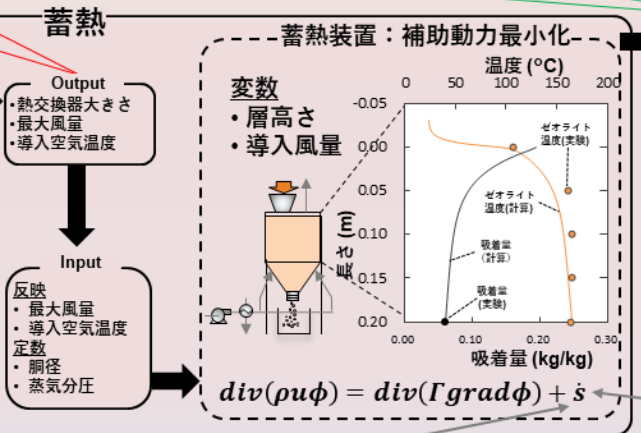 蓄熱
Output
•熱交換器大きさ
•最大風量
•導入空気温度
Input
反映
• 最大風量
• 導入空気温度
定数
• 胴径
• 蒸気分圧
蓄熱装置：補助動力最小化
変数
• 層高さ
• 導入風量
温度 (℃)
0 50 100 150 200
-0.05
0.00
0.05
0.10
0.15
0.20
長さ (m)
ゼオライト
温度(実験)
ゼオライト
温度(計算)
吸着量
（計算）
吸着量
(実験)
0.00 0.10 0.20 0.30
吸着量 (kg/kg)
div(ρuϕ) = div(Γgradϕ) + ṡ